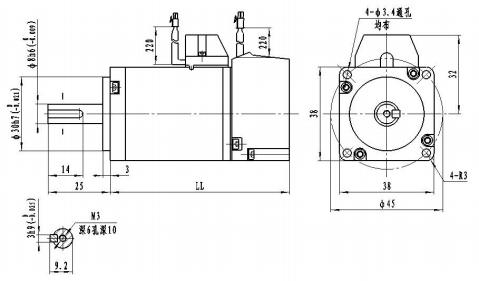 4-φ3.4通孔
均布
220
220
φ8h6(-0.009)
φ30h7(-0.021)
32
38
14
3
25
LL
38
4-R3
φ45
3h9(-0.025)
M3
深6孔深10
9.2